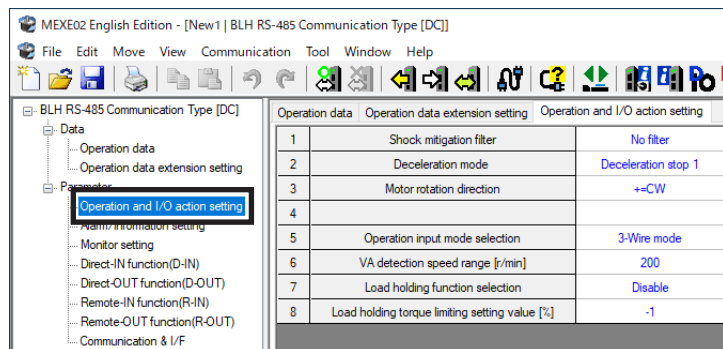 MEXE02 English Edition - [New1 | BLH RS-485 Communication Type [DC]]
File Edit Move View Communication Tool Window Help
BLH RS-485 Communication Type [DC]
Data
Operation data
Operation data extension setting
Parameter
Operation and I/O action setting
Alarm/Information setting
Monitor setting
Direct-IN function(D-IN)
Direct-OUT function(D-OUT)
Remote-IN function(R-IN)
Remote-OUT function(R-OUT)
Communication & I/F
Operation data Operation data extension setting Operation and I/O action setting
1 Shock mitigation filter No filter
2 Deceleration mode Deceleration stop 1
3 Motor rotation direction +=CW
4
5 Operation input mode selection 3-Wire mode
6 VA detection speed range [r/min] 200
7 Load holding function selection Disable
8 Load holding torque limiting setting value [%] -1